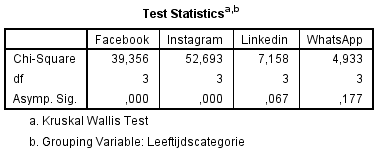 Test Statisticsa,b
Facebook Instagram Linkedin WhatsApp
Chi-Square 39,356 52,693 7,158 4,933
df 3 3 3 3
Asymp. Sig. ,000 ,000 ,067 ,177
a. Kruskal Wallis Test
b. Grouping Variable: Leeftijdscategorie